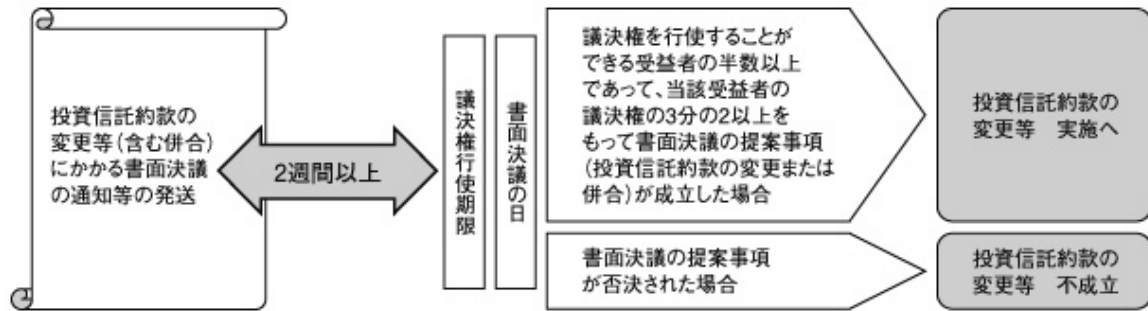 投資信託約款の
変更等(含む併合)
にかかる書面決議
の通知等の発送
2週間以上
議決権行使期限
書面決議の日
議決権を行使することが
できる受益者の半数以上
であって、当該受益者の
議決権の3分の2以上を
もって書面決議の提案事項
(投資信託約款の変更または
併合)が成立した場合
投資信託約款の
変更等　実施へ
書面決議の提案事項
が否決された場合
投資信託約款の
変更等　不成立